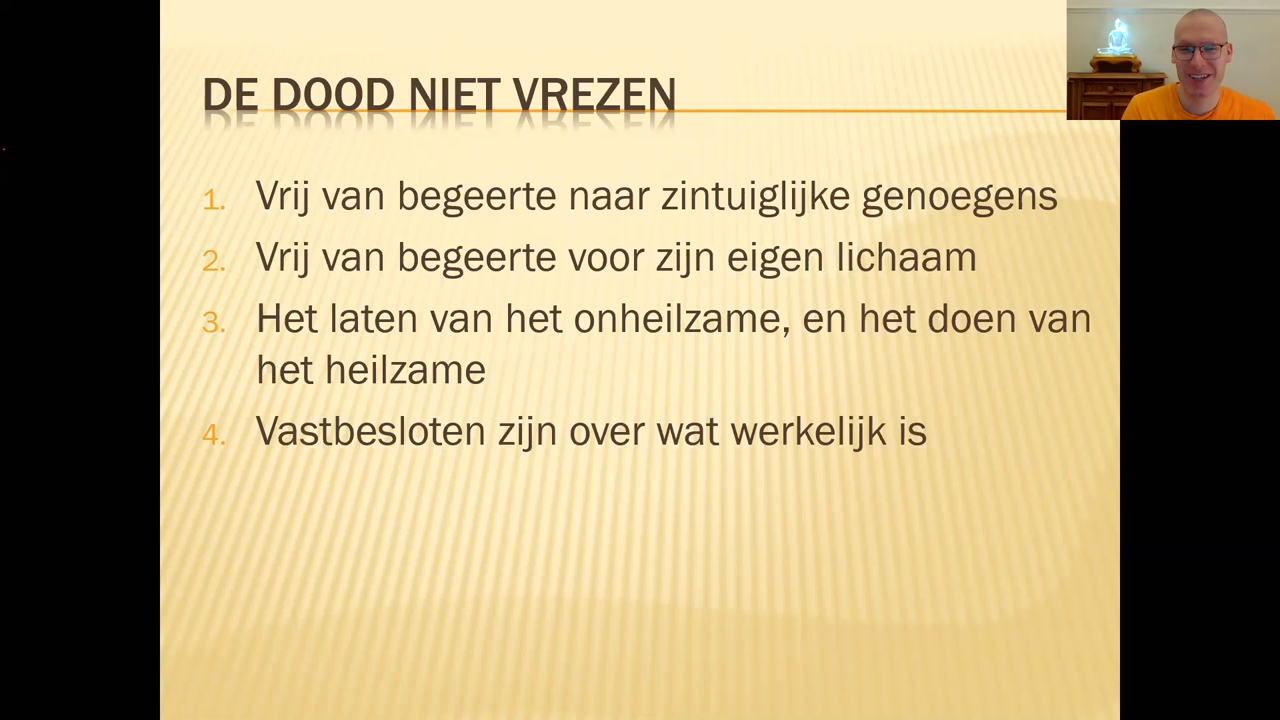 DE DOOD NIET VREZEN
1. Vrij van begeerte naar zintuiglijke genoegens
2. Vrij van begeerte voor zijn eigen lichaam
3. Het laten van het onheilzame, en het doen van
het heilzame
4. Vastbesloten zijn over wat werkelijk is